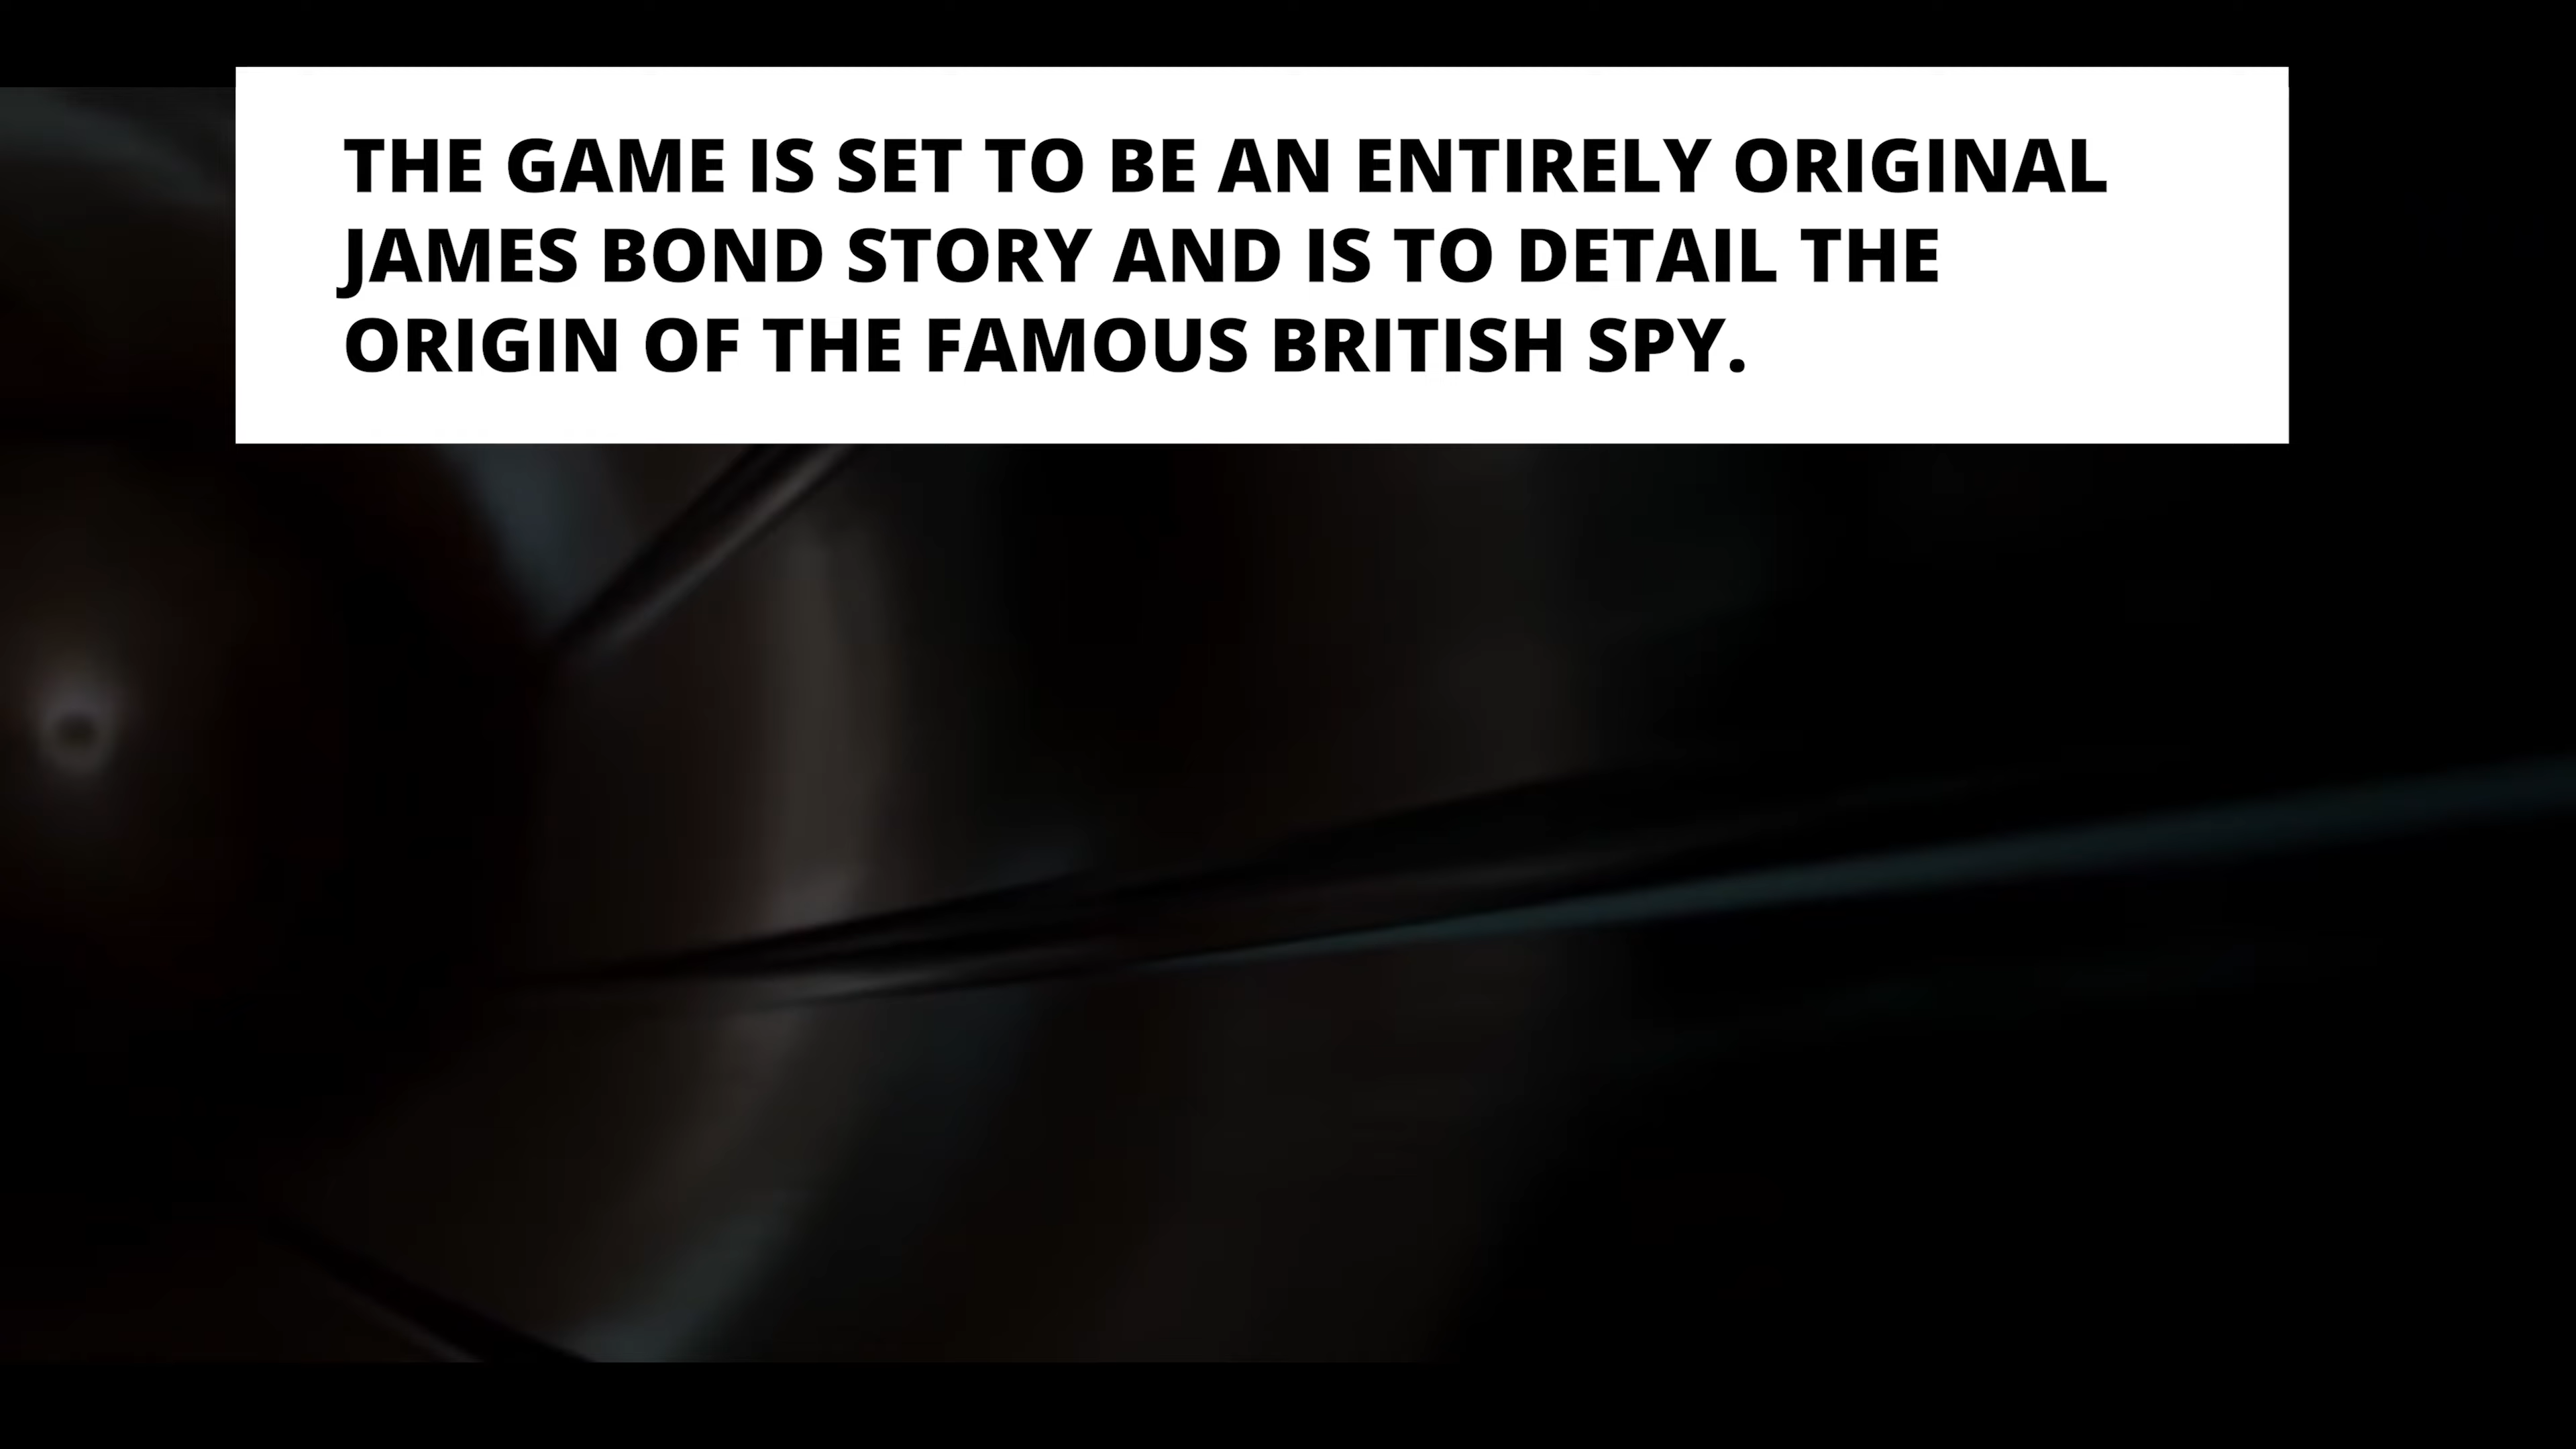 THE GAME IS SET TO BE AN ENTIRELY ORIGINAL
JAMES BOND STORY AND IS TO DETAIL THE
ORIGIN OF THE FAMOUS BRITISH SPY.